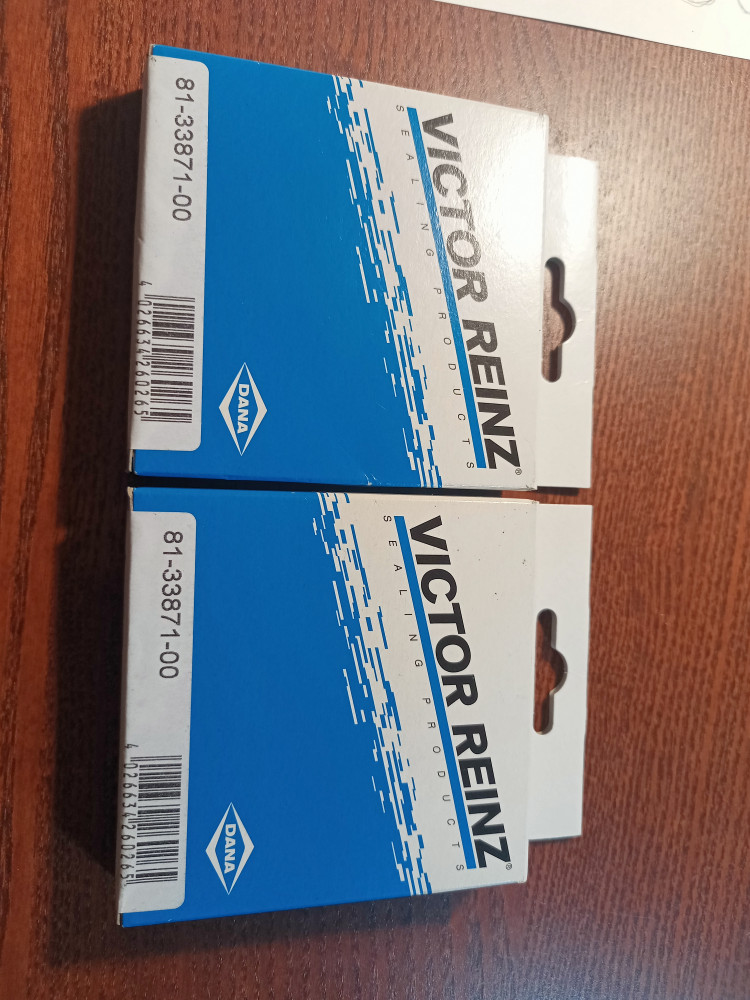 VICTOR REINZ®
SEALING PRODUCTS
DANA
81-33871-00
4 026634 260265
VICTOR REINZ®
SEALING PRODUCTS
DANA
81-33871-00
4 026634 260265